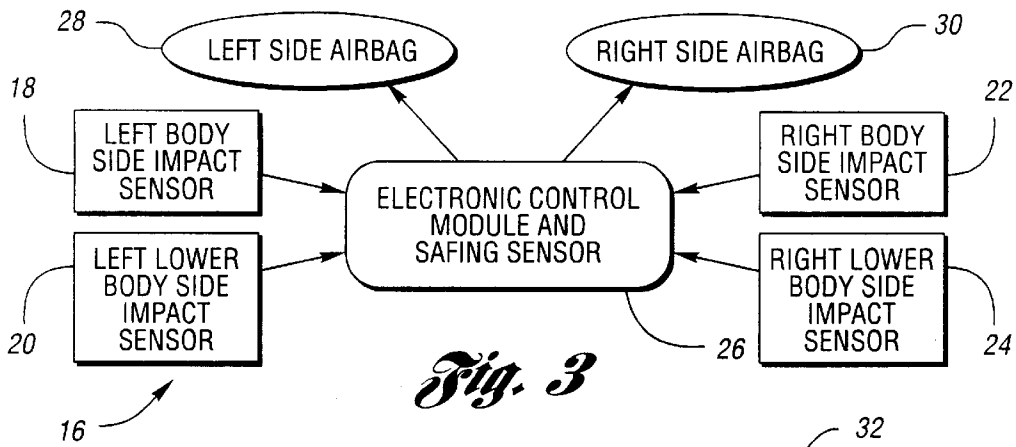 28
LEFT SIDE AIRBAG
RIGHT SIDE AIRBAG
30
18
LEFT BODY
SIDE IMPACT
SENSOR
22
RIGHT BODY
SIDE IMPACT
SENSOR
ELECTRONIC CONTROL
MODULE AND
SAFING SENSOR
20
LEFT LOWER
BODY SIDE
IMPACT
SENSOR
RIGHT LOWER
BODY SIDE
IMPACT
SENSOR
24
26
Fig. 3
16
32